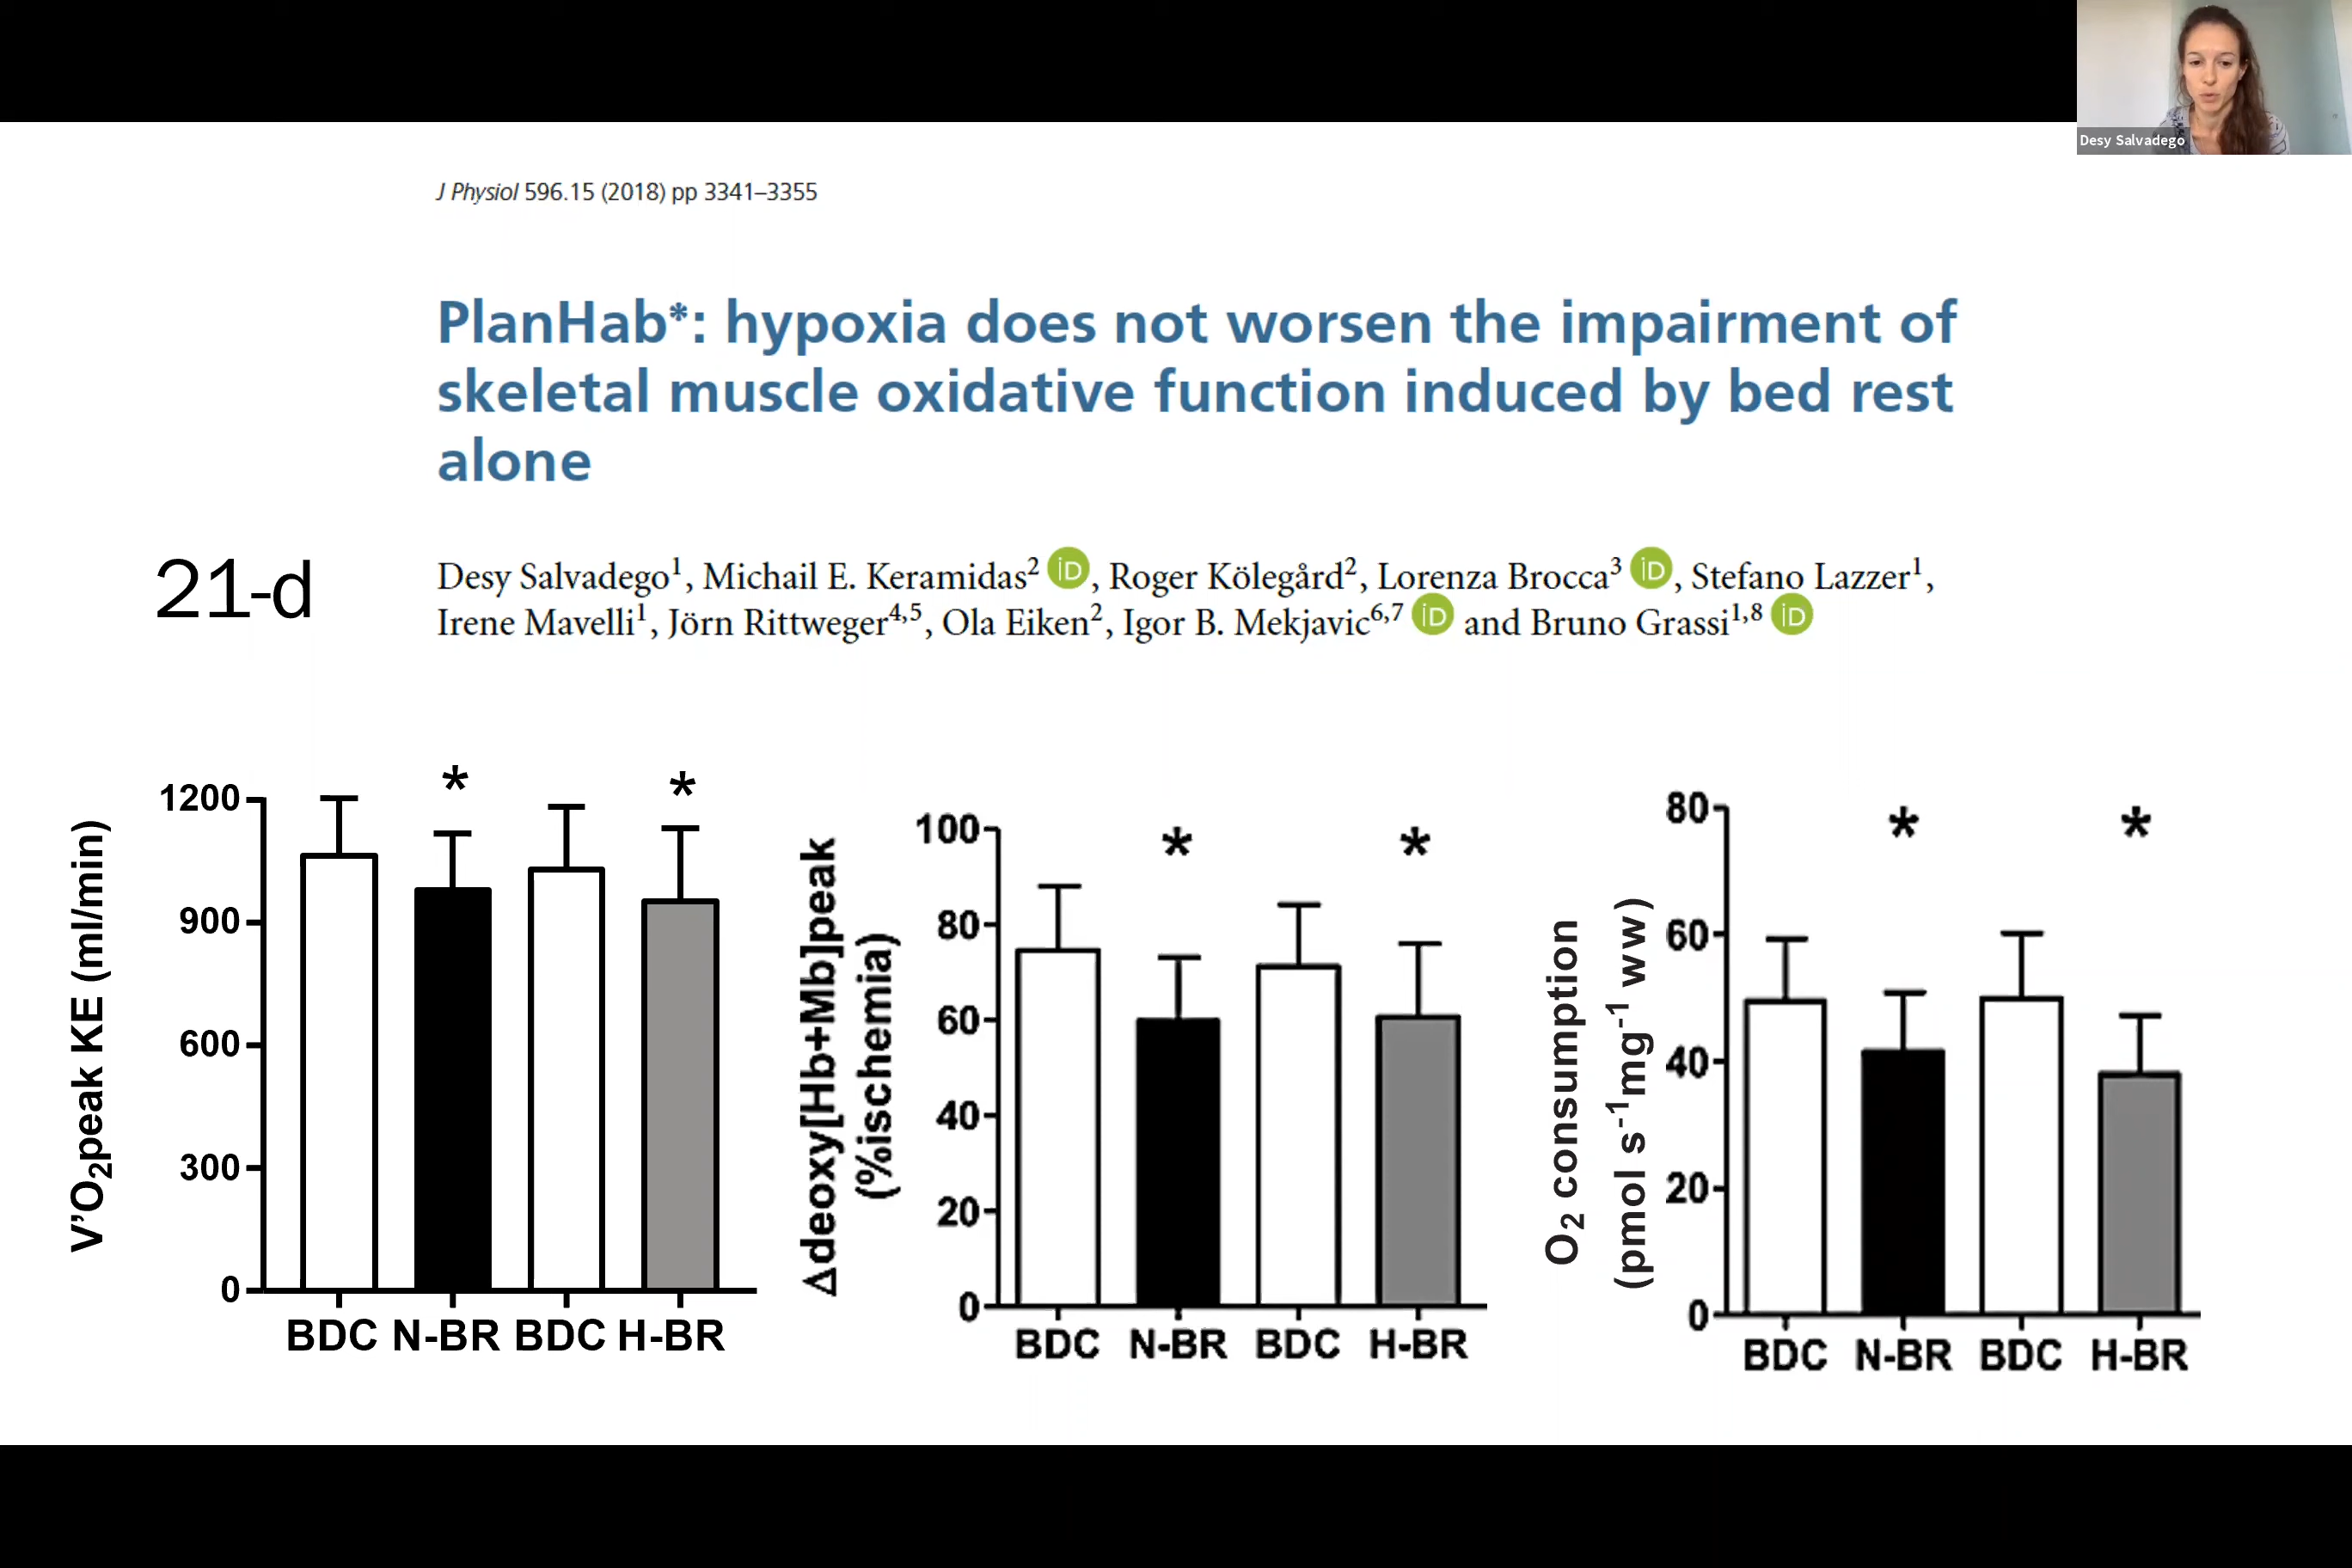 Desy Salvadego
J Physiol 596.15 (2018) pp 3341–3355
PlanHab*: hypoxia does not worsen the impairment of
skeletal muscle oxidative function induced by bed rest
alone
21-d
Desy Salvadego1, Michail E. Keramidas2 iD, Roger Kölegård2, Lorenza Brocca3 iD, Stefano Lazzer1,
Irene Mavelli1, Jörn Rittweger4,5, Ola Eiken2, Igor B. Mekjavic6,7 iD and Bruno Grassi1,8 iD
V'O2peak KE (ml/min)
1200
900
600
300
0
* *
BDC N-BR BDC H-BR
Δdeoxy[Hb+Mb]peak
(%ischemia)
100
80
60
40
20
0
* *
BDC N-BR BDC H-BR
O2 consumption
(pmol s-1mg-1 ww)
80
60
40
20
0
* *
BDC N-BR BDC H-BR